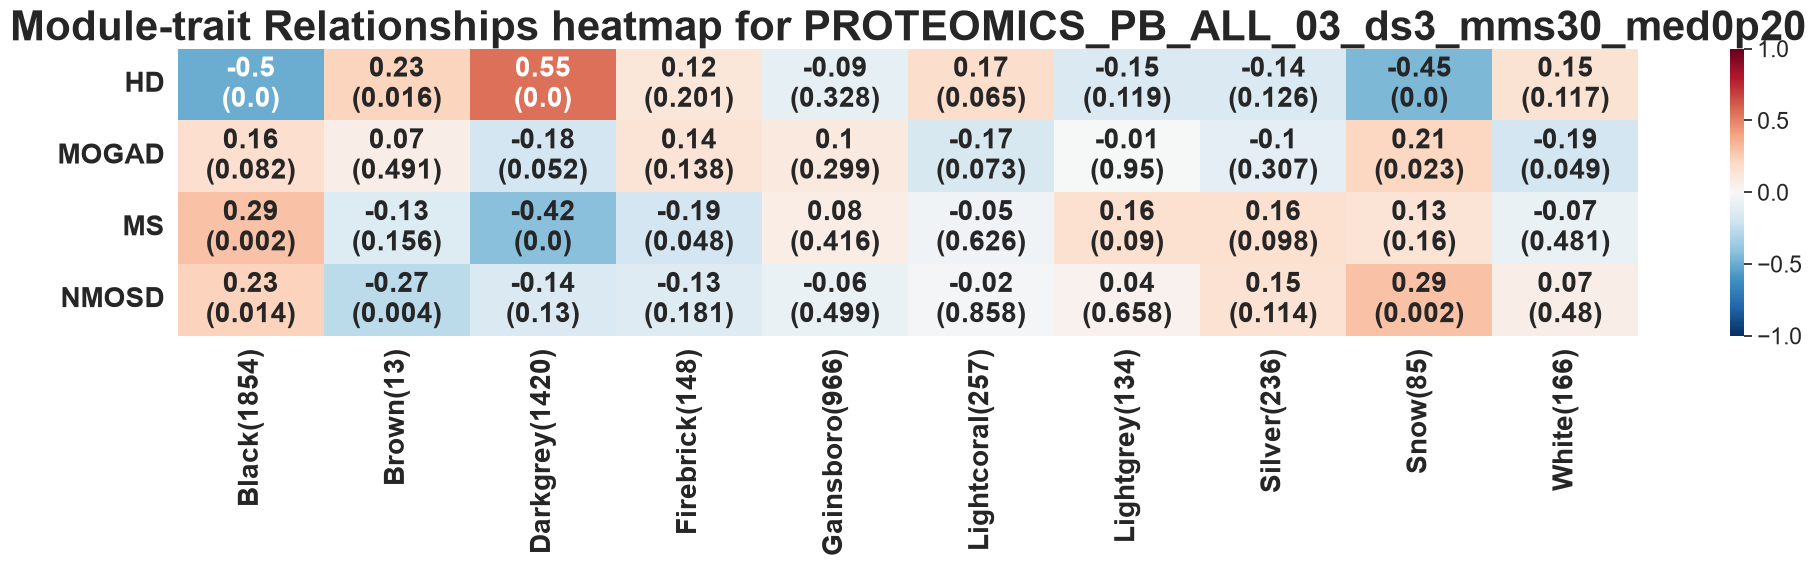 Module-trait Relationships heatmap for PROTEOMICS_PB_ALL_03_ds3_mms30_med0p20
HD
-0.5 0.23 0.55 0.12 -0.09 0.17 -0.15 -0.14 -0.45 0.15
(0.0) (0.016) (0.0) (0.201) (0.328) (0.065) (0.119) (0.126) (0.0) (0.117)
MOGAD
0.16 0.07 -0.18 0.14 0.1 -0.17 -0.01 -0.1 0.21 -0.19
(0.082) (0.491) (0.052) (0.138) (0.299) (0.073) (0.95) (0.307) (0.023) (0.049)
MS
0.29 -0.13 -0.42 -0.19 0.08 -0.05 0.16 0.16 0.13 -0.07
(0.002) (0.156) (0.0) (0.048) (0.416) (0.626) (0.09) (0.098) (0.16) (0.481)
NMOSD
0.23 -0.27 -0.14 -0.13 -0.06 -0.02 0.04 0.15 0.29 0.07
(0.014) (0.004) (0.13) (0.181) (0.499) (0.858) (0.658) (0.114) (0.002) (0.48)
Black(1854)
Brown(13)
Darkgrey(1420)
Firebrick(148)
Gainsboro(966)
Lightcoral(257)
Lightgrey(134)
Silver(236)
Snow(85)
White(166)
1.0
0.5
0.0
−0.5
−1.0